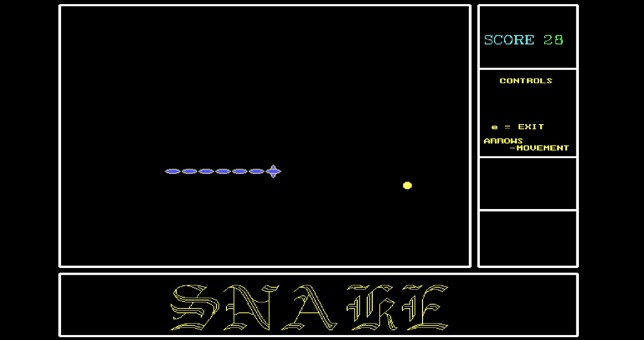 SCORE 28
CONTROLS
e = EXIT
ARROWS
-MOVEMENT
SNAKE